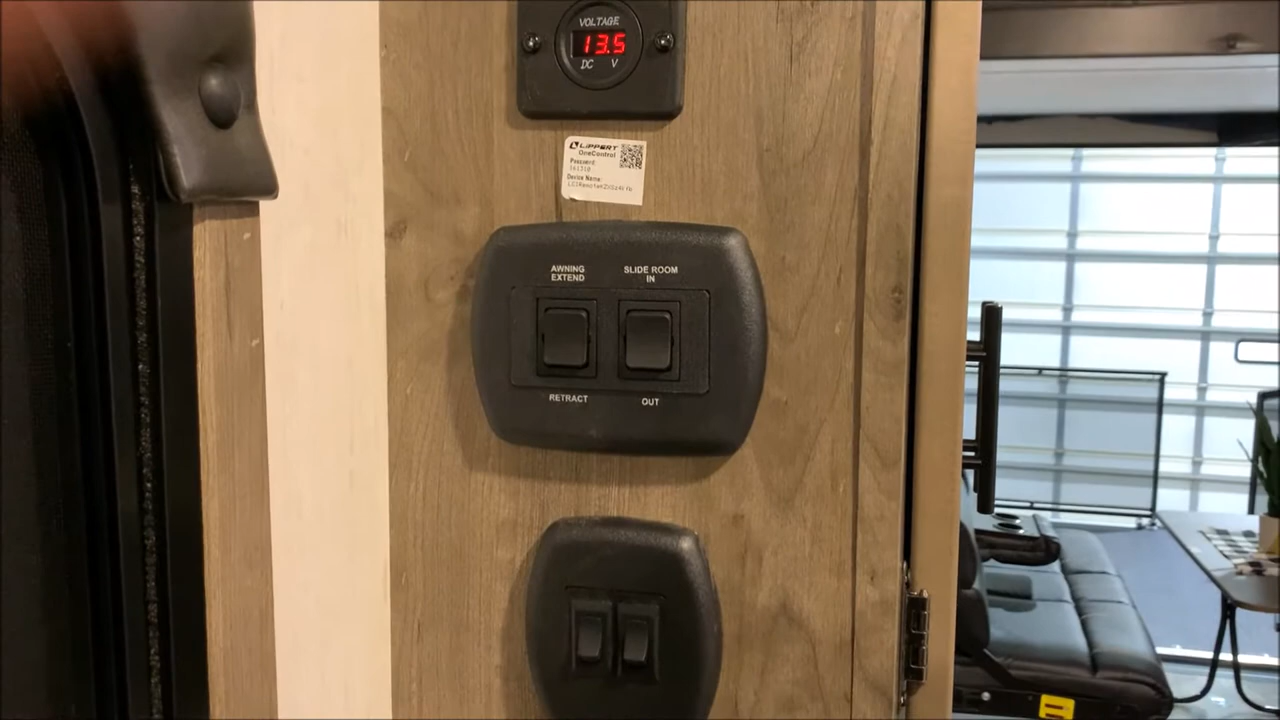 VOLTAGE
13.5
DC V
LIPPERT
OneControl
Password:
Device Name:
AWNING
EXTEND
SLIDE ROOM
IN
RETRACT
OUT